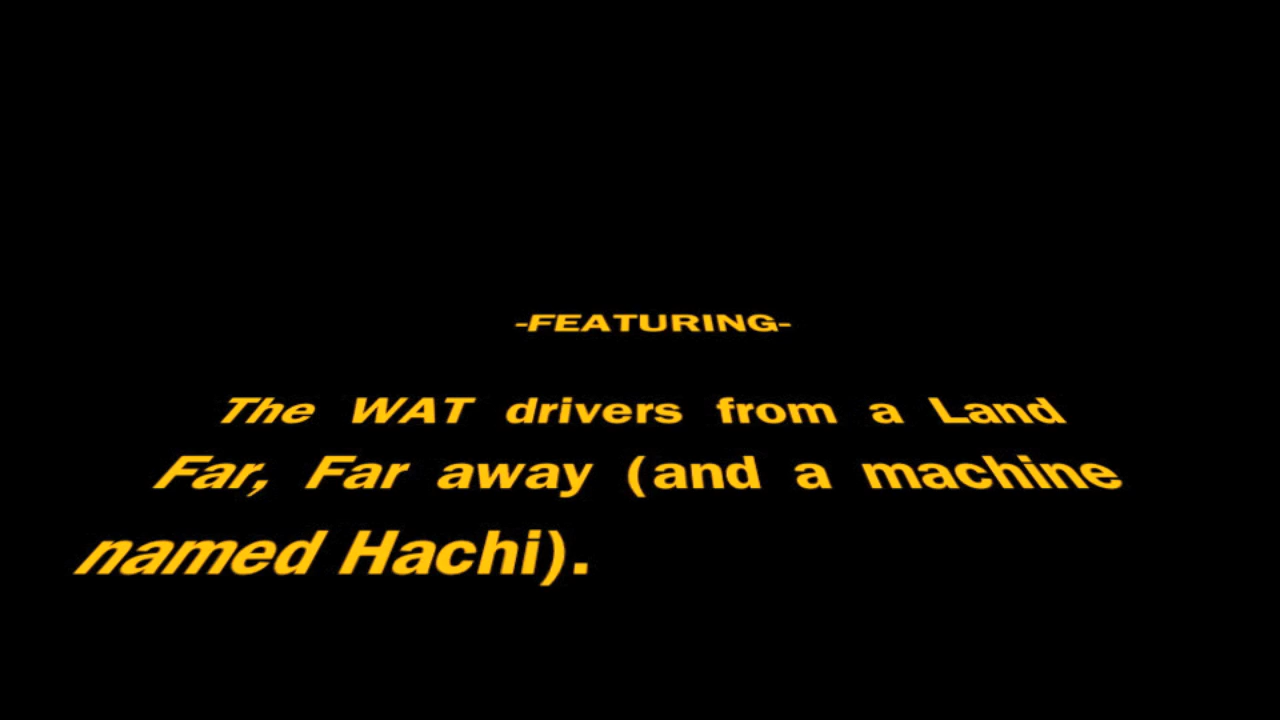 -FEATURING-
The WAT drivers from a Land
Far, Far away (and a machine
named Hachi).